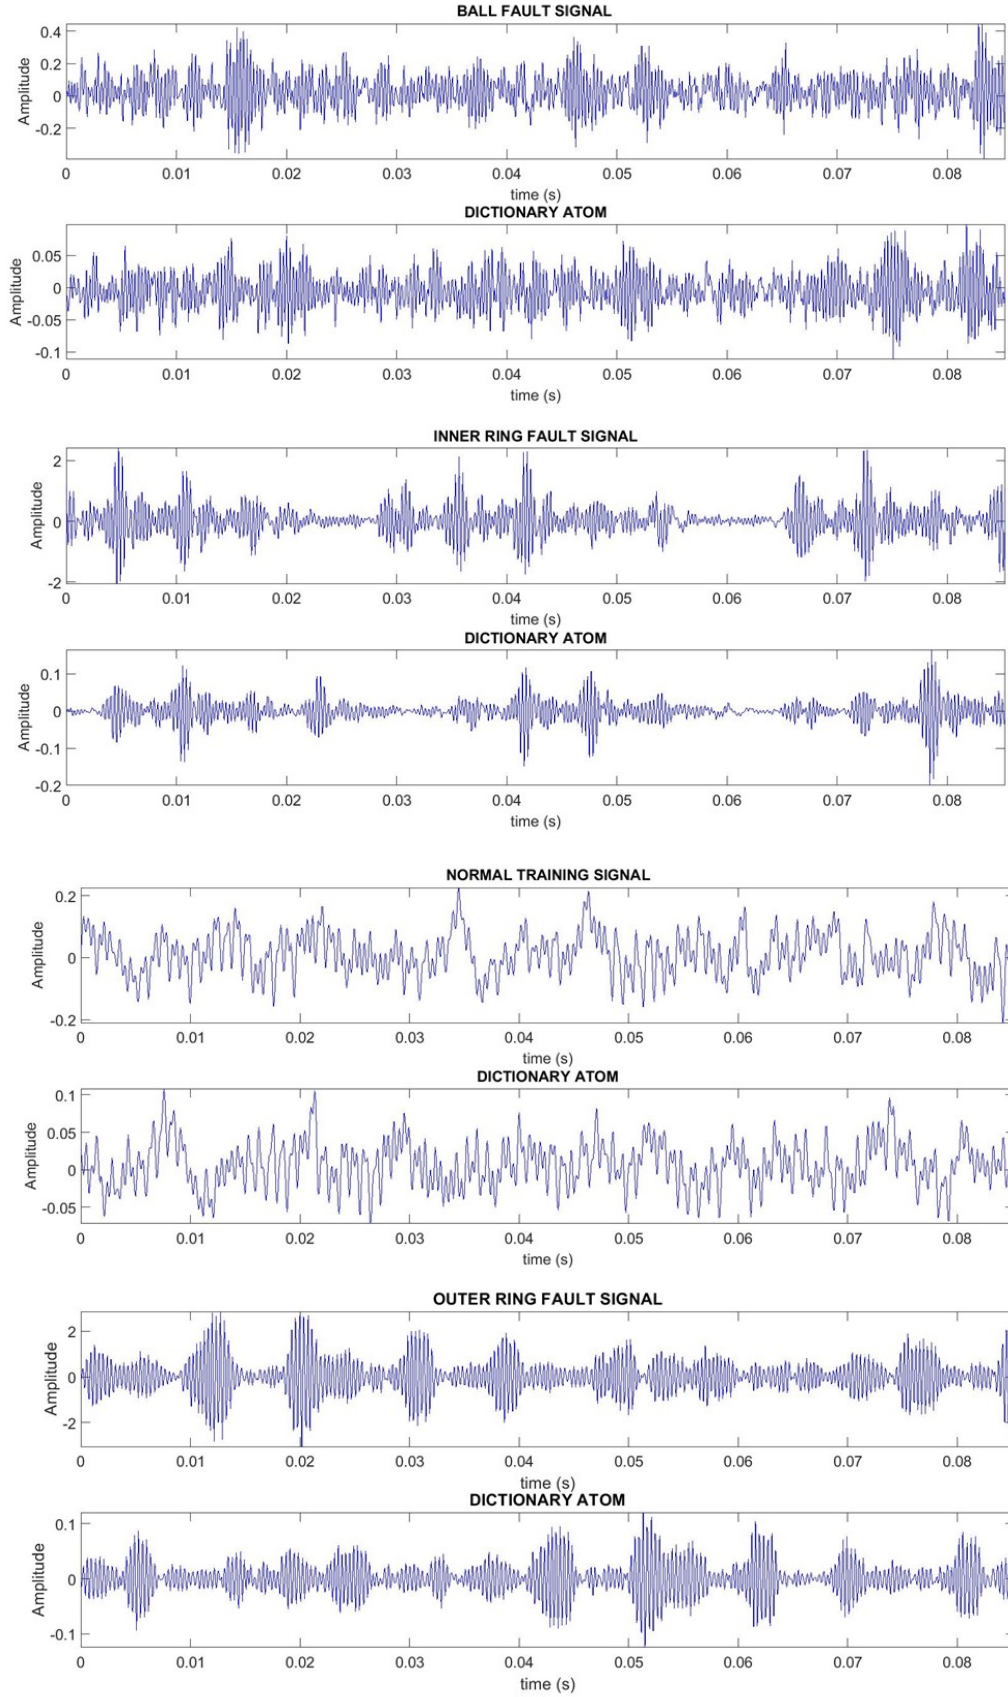 BALL FAULT SIGNAL
Amplitude
0.4
0.2
0
-0.2
0 0.01 0.02 0.03 0.04 0.05 0.06 0.07 0.08
time (s)
DICTIONARY ATOM
Amplitude
0.05
0
-0.05
-0.1
0 0.01 0.02 0.03 0.04 0.05 0.06 0.07 0.08
time (s)
INNER RING FAULT SIGNAL
Amplitude
2
0
-2
0 0.01 0.02 0.03 0.04 0.05 0.06 0.07 0.08
time (s)
DICTIONARY ATOM
Amplitude
0.1
0
-0.1
-0.2
0 0.01 0.02 0.03 0.04 0.05 0.06 0.07 0.08
time (s)
NORMAL TRAINING SIGNAL
Amplitude
0.2
0
-0.2
0 0.01 0.02 0.03 0.04 0.05 0.06 0.07 0.08
time (s)
DICTIONARY ATOM
Amplitude
0.1
0.05
0
-0.05
0 0.01 0.02 0.03 0.04 0.05 0.06 0.07 0.08
time (s)
OUTER RING FAULT SIGNAL
Amplitude
2
0
-2
0 0.01 0.02 0.03 0.04 0.05 0.06 0.07 0.08
time (s)
DICTIONARY ATOM
Amplitude
0.1
0
-0.1
0 0.01 0.02 0.03 0.04 0.05 0.06 0.07 0.08
time (s)